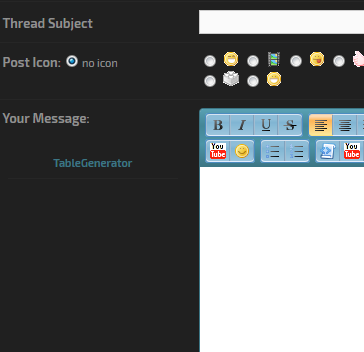 Thread Subject
Post Icon: no icon
Your Message:
B I U S
You Tube You Tube
TableGenerator